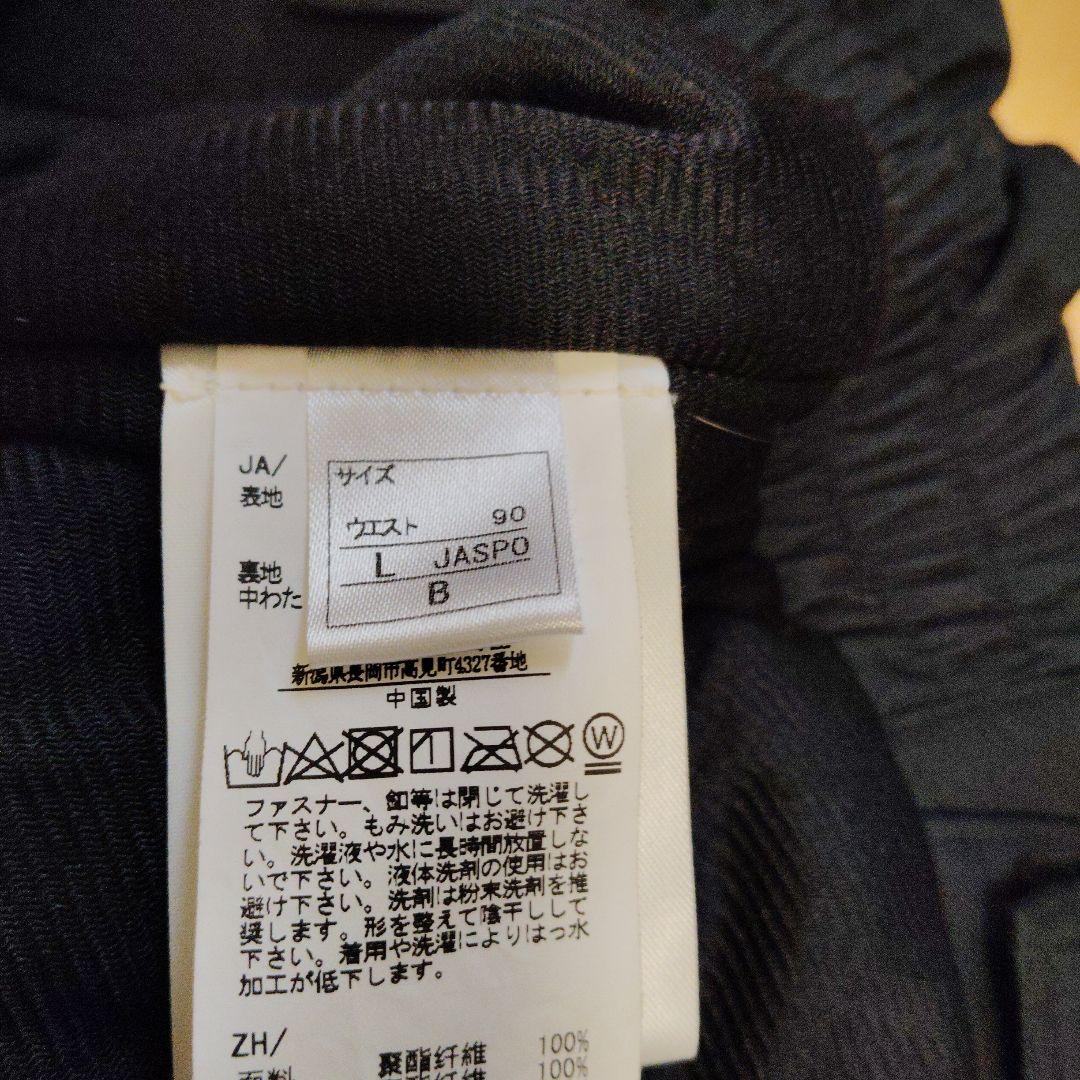 JA/
表地
裏地
中わた
サイズ
ウエスト 90
L JASPO
B
新潟県長岡市高見町4327番地
中国製
W
ファスナー、釦等は閉じて洗濯し
て下さい。もみ洗いはお避け下さ
い。洗濯液や水に長時間放置しな
いで下さい。液体洗剤の使用はお
避け下さい。洗剤は粉末洗剤を推
奨します。形を整えて陰干しして
下さい。着用や洗濯によりはっ水
加工が低下します。
ZH/
聚酯纤维 100%
面料 聚酯纤维 100%